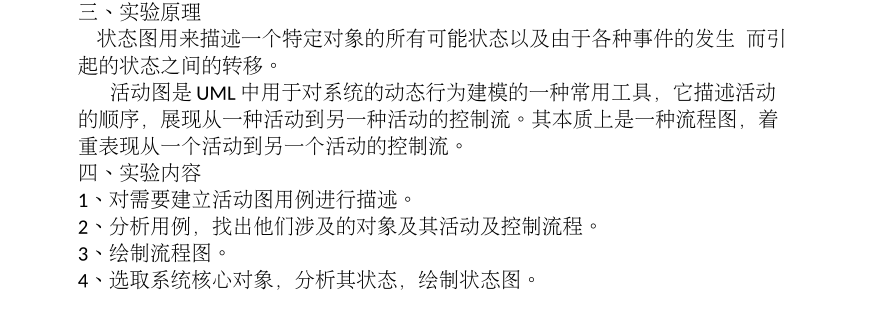 三、实验原理
状态图用来描述一个特定对象的所有可能状态以及由于各种事件的发生 而引
起的状态之间的转移。
活动图是 UML 中用于对系统的动态行为建模的一种常用工具，它描述活动
的顺序，展现从一种活动到另一种活动的控制流。其本质上是一种流程图，着
重表现从一个活动到另一个活动的控制流。
四、实验内容
1、对需要建立活动图用例进行描述。
2、分析用例，找出他们涉及的对象及其活动及控制流程。
3、绘制流程图。
4、选取系统核心对象，分析其状态，绘制状态图。